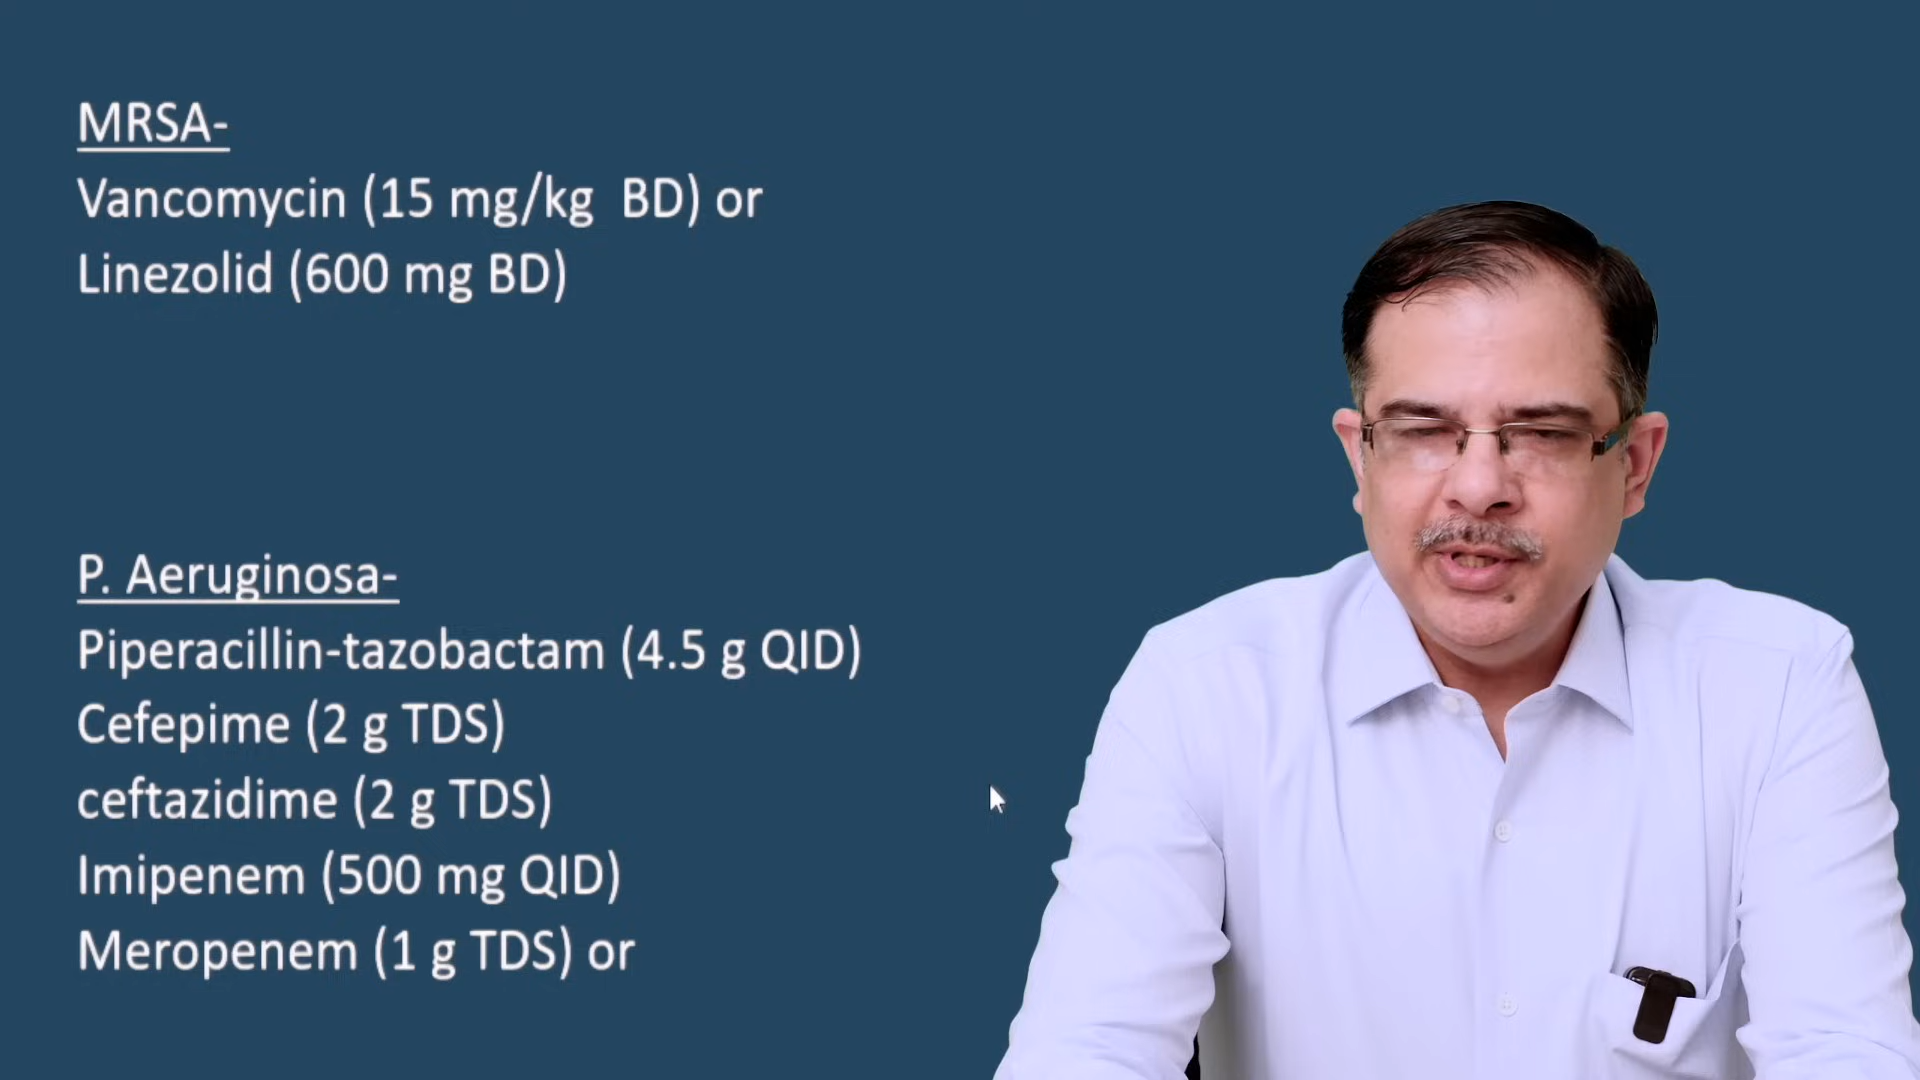 MRSA-
Vancomycin (15 mg/kg  BD) or
Linezolid (600 mg BD)
P. Aeruginosa-
Piperacillin-tazobactam (4.5 g QID)
Cefepime (2 g TDS)
ceftazidime (2 g TDS)
Imipenem (500 mg QID)
Meropenem (1 g TDS) or